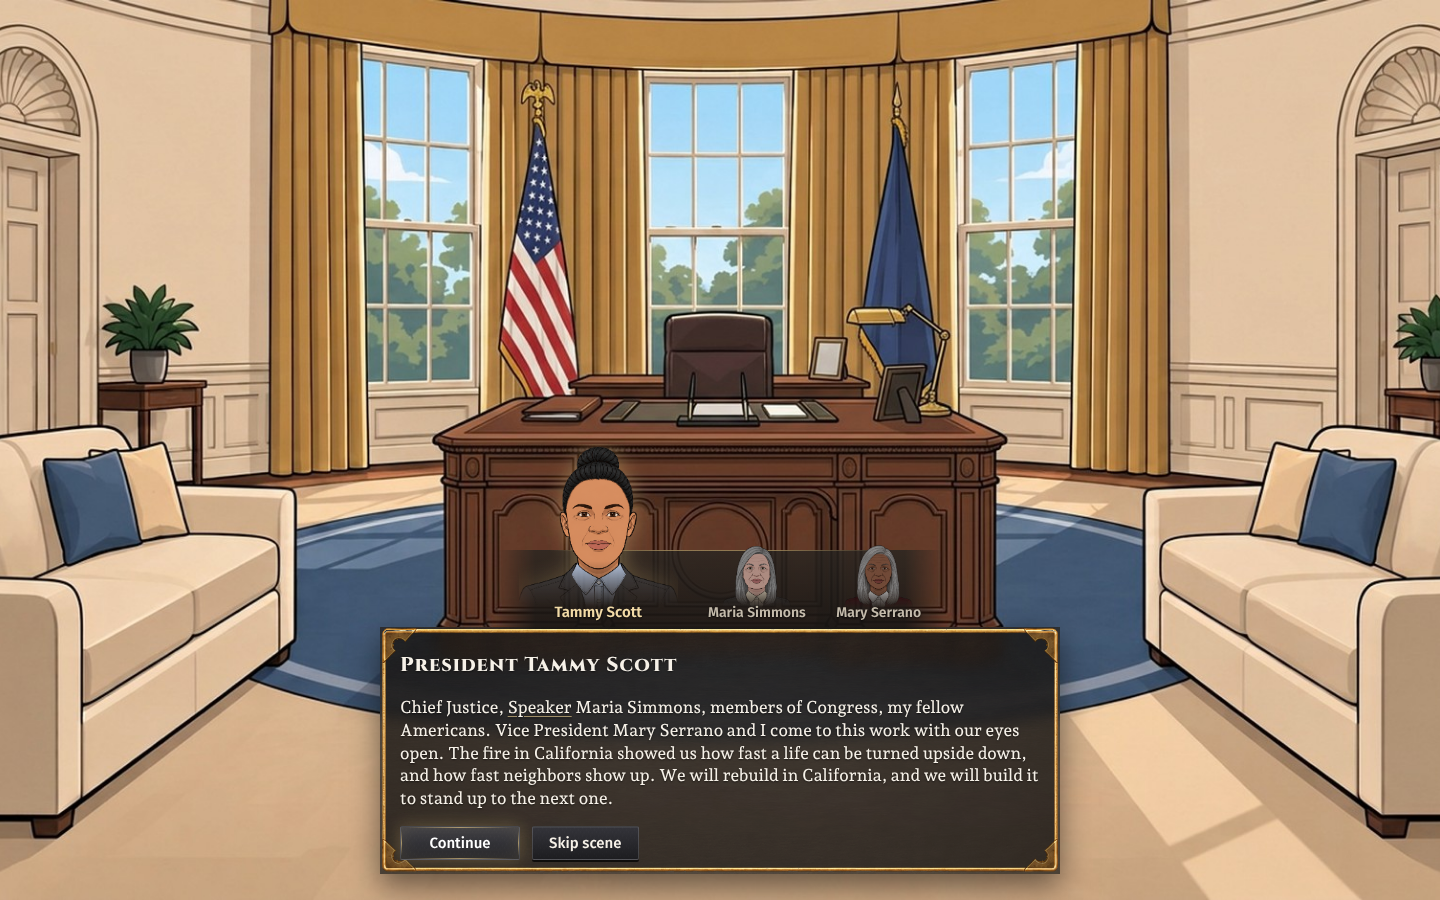 Tammy Scott
Maria Simmons
Mary Serrano
President Tammy Scott
Chief Justice, Speaker Maria Simmons, members of Congress, my fellow
Americans. Vice President Mary Serrano and I come to this work with our eyes
open. The fire in California showed us how fast a life can be turned upside down,
and how fast neighbors show up. We will rebuild in California, and we will build it
to stand up to the next one.
Continue
Skip scene